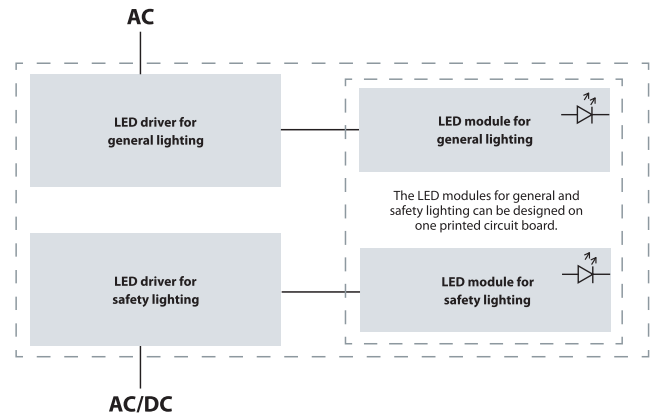 AC
LED driver for
general lighting
LED module for
general lighting
The LED modules for general and
safety lighting can be designed on
one printed circuit board.
LED driver for
safety lighting
LED module for
safety lighting
AC/DC